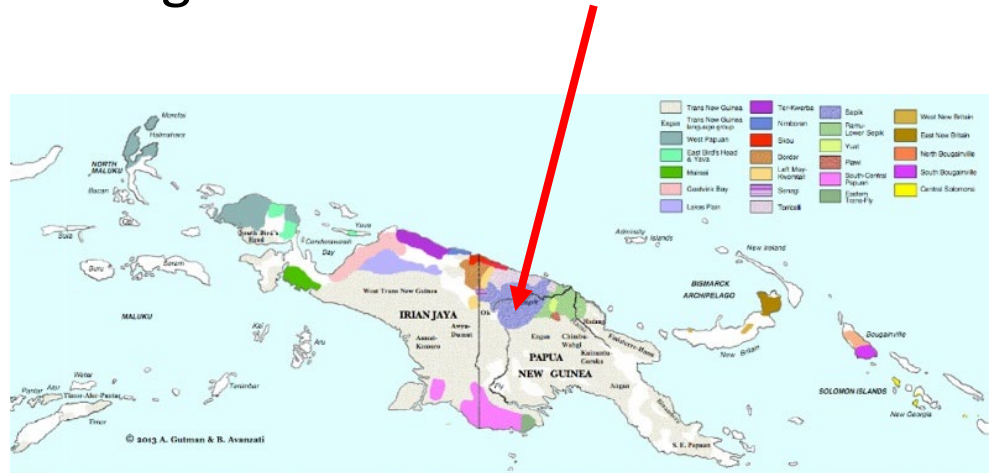 g
Morotai
Halmahera
NORTH
MALUKU
Bacan
Sula
Buru
Seram
MALUKU
Kei
Aru
Tanimbar
Pantar
Alor
Wetar
Timor-Alor-Pantar
Timor
© 2013 A. Gutman & B. Avanzati
South Bird's
Head
Cenderawasih
Bay
Yava
West Trans New Guinea
IRIAN JAYA
Asmat-
Kamoro
Awyu-
Dumut
Ok
Engan
Chimbu-
Wahgi
Kainantu-
Goroka
Madang
Finisterre-Huon
PAPUA
NEW GUINEA
Fly
Angan
S. E. Papuan
Admiralty
Islands
New Ireland
BISMARCK
ARCHIPELAGO
New Britain
Bougainville
SOLOMON ISLANDS
New Georgia
Trans New Guinea
Engan
Trans New Guinea
language group
West Papuan
East Bird's Head
& Yava
Mairasi
Geelvink Bay
Lakes Plain
Tor-Kwerba
Nimboran
Skou
Border
Left May-
Kwomtari
Senagi
Torricelli
Sepik
Ramu-
Lower Sepik
Yuat
Piawi
South-Central
Papuan
Eastern
Trans-Fly
West New Britain
East New Britain
North Bougainville
South Bougainville
Central Solomons